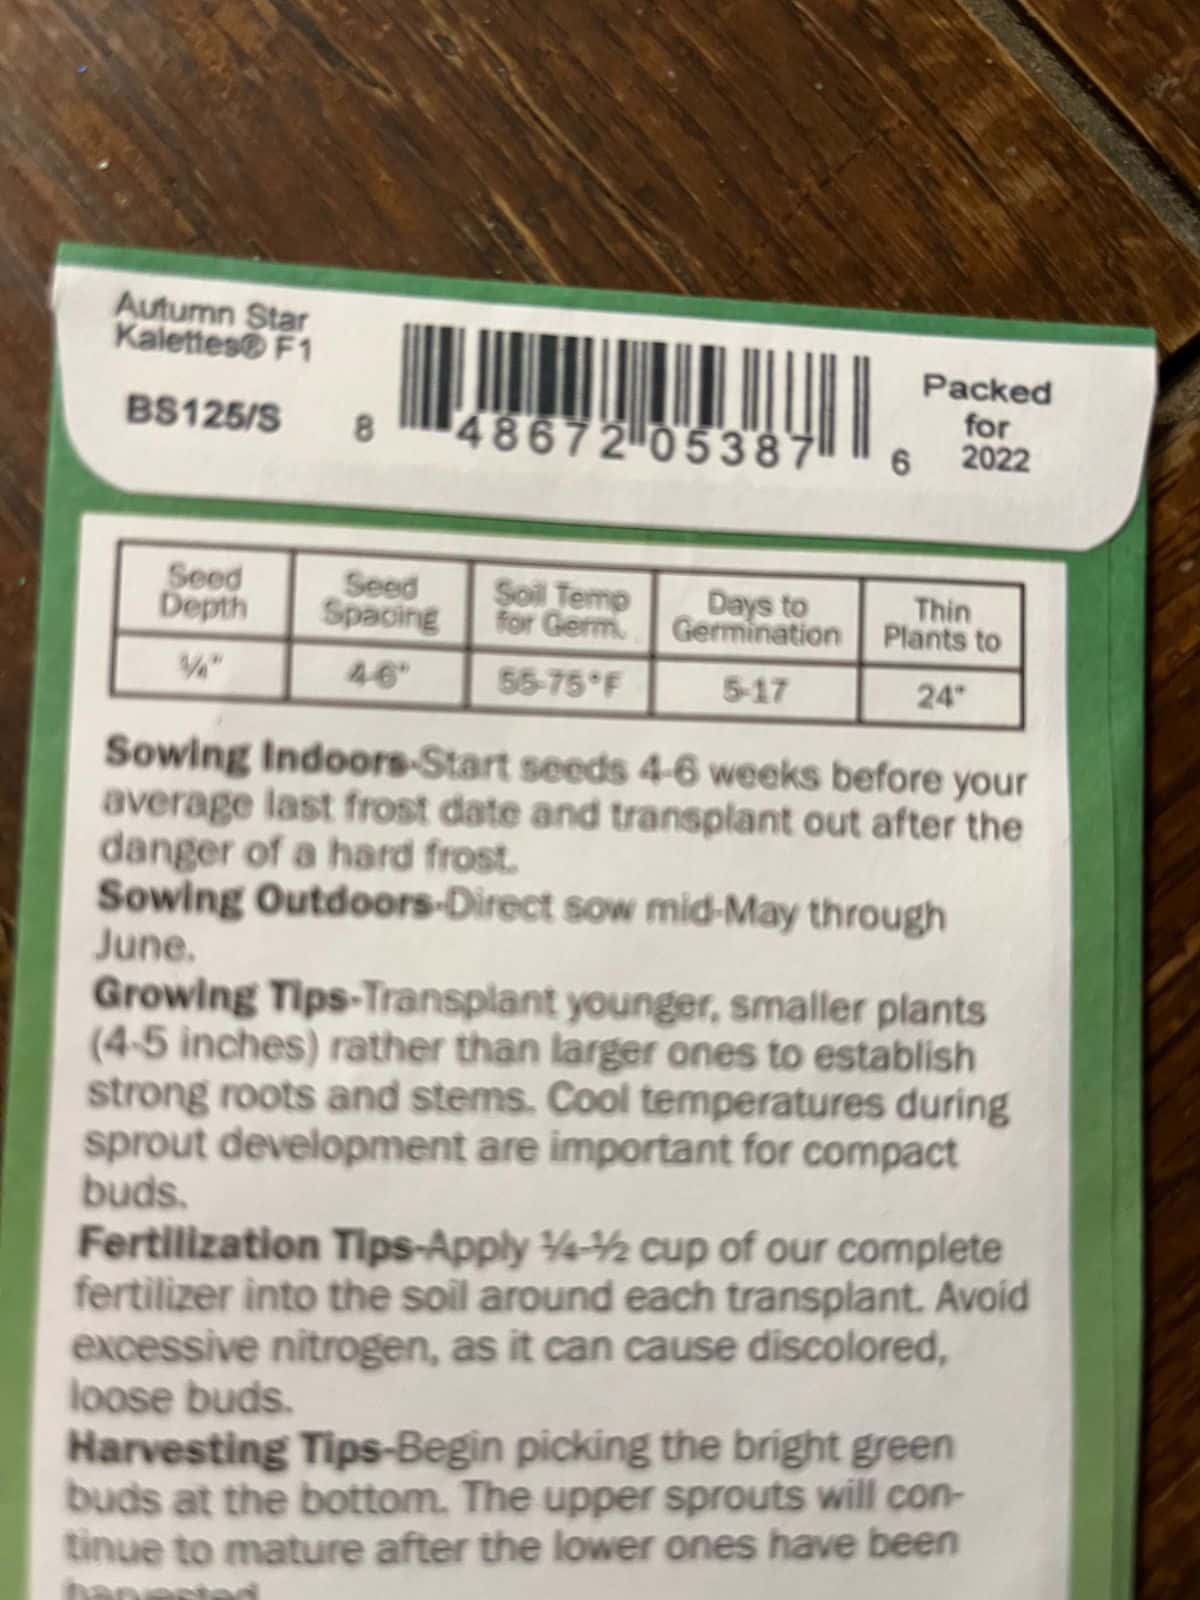 Autumn Star
Kalettes® F1
BS125/S
8 48672 05387 6
Packed
for
2022
Seed Depth Seed Spacing Soil Temp for Germ. Days to Germination Thin Plants to
¼" 4-6" 55-75°F 5-17 24"
Sowing Indoors-Start seeds 4-6 weeks before your
average last frost date and transplant out after the
danger of a hard frost.
Sowing Outdoors-Direct sow mid-May through
June.
Growing Tips-Transplant younger, smaller plants
(4-5 inches) rather than larger ones to establish
strong roots and stems. Cool temperatures during
sprout development are important for compact
buds.
Fertilization Tips-Apply ¼-½ cup of our complete
fertilizer into the soil around each transplant. Avoid
excessive nitrogen, as it can cause discolored,
loose buds.
Harvesting Tips-Begin picking the bright green
buds at the bottom. The upper sprouts will con-
tinue to mature after the lower ones have been
harvested